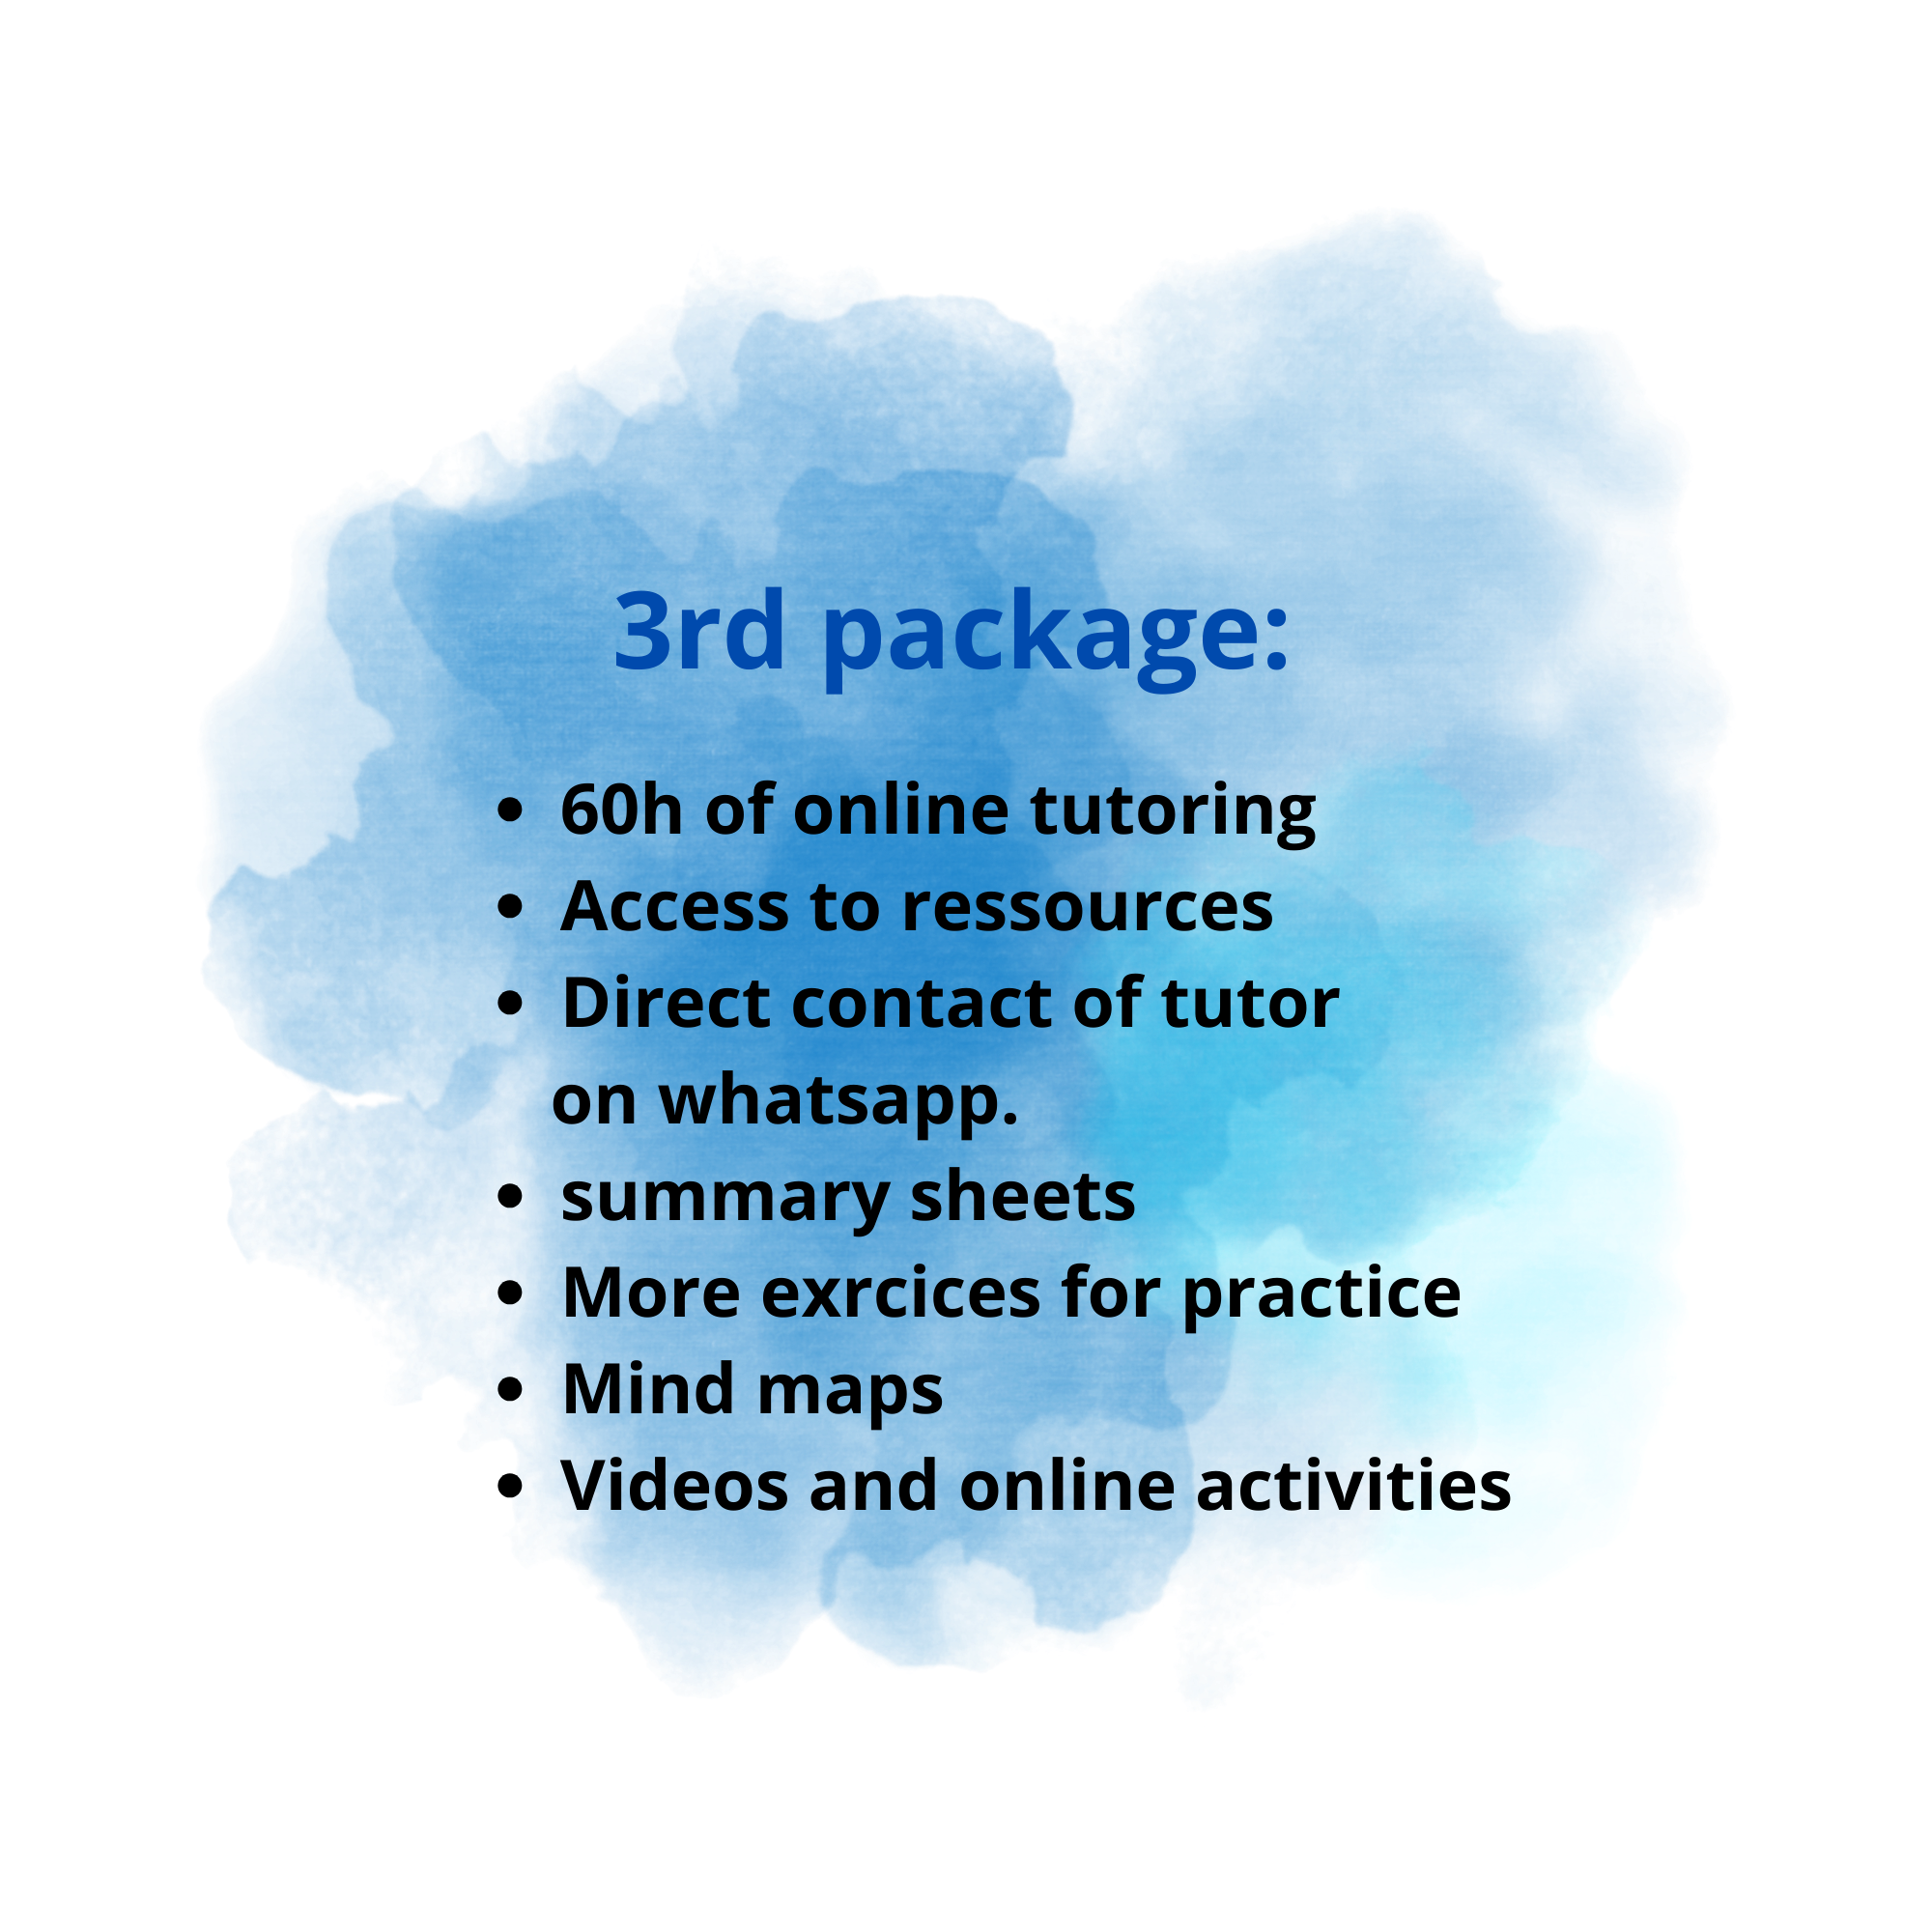 3rd package:
• 60h of online tutoring
• Access to ressources
• Direct contact of tutor
on whatsapp.
• summary sheets
• More exrcices for practice
• Mind maps
• Videos and online activities